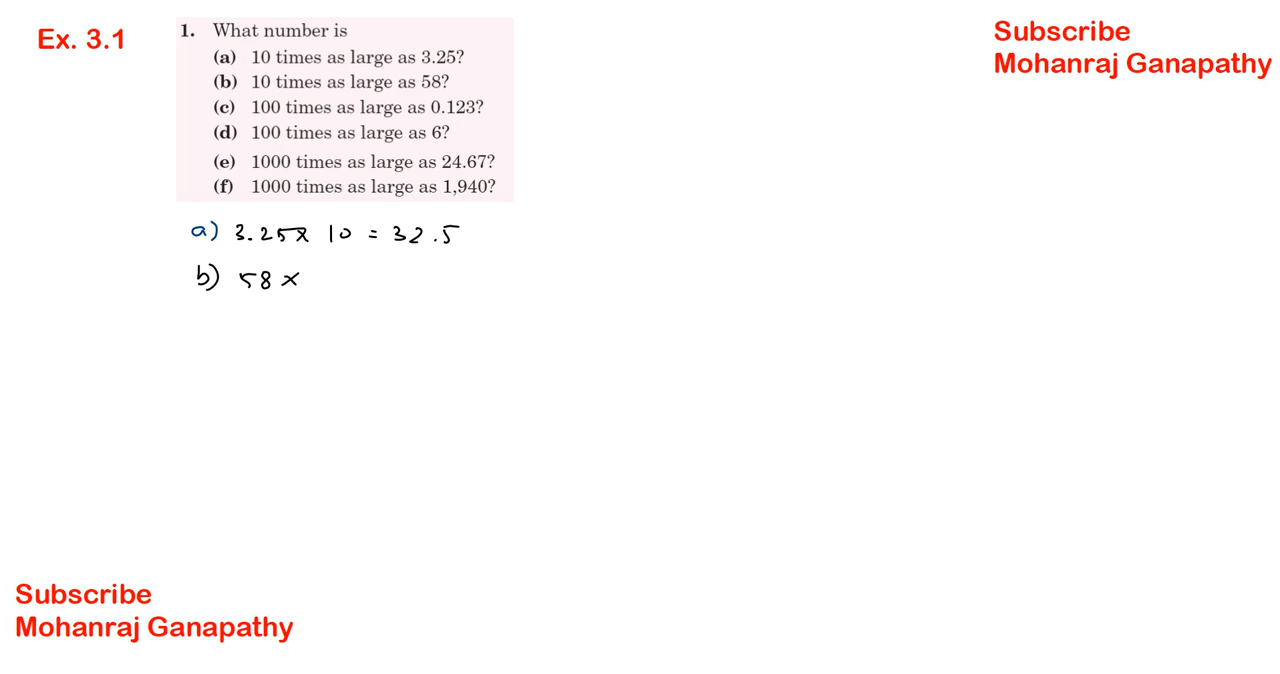 Ex. 3.1
1. What number is
(a) 10 times as large as 3.25?
(b) 10 times as large as 58?
(c) 100 times as large as 0.123?
(d) 100 times as large as 6?
(e) 1000 times as large as 24.67?
(f) 1000 times as large as 1,940?
Subscribe
Mohanraj Ganapathy
a) 3.25 x 10 = 32.5
b) 58 x
Subscribe
Mohanraj Ganapathy